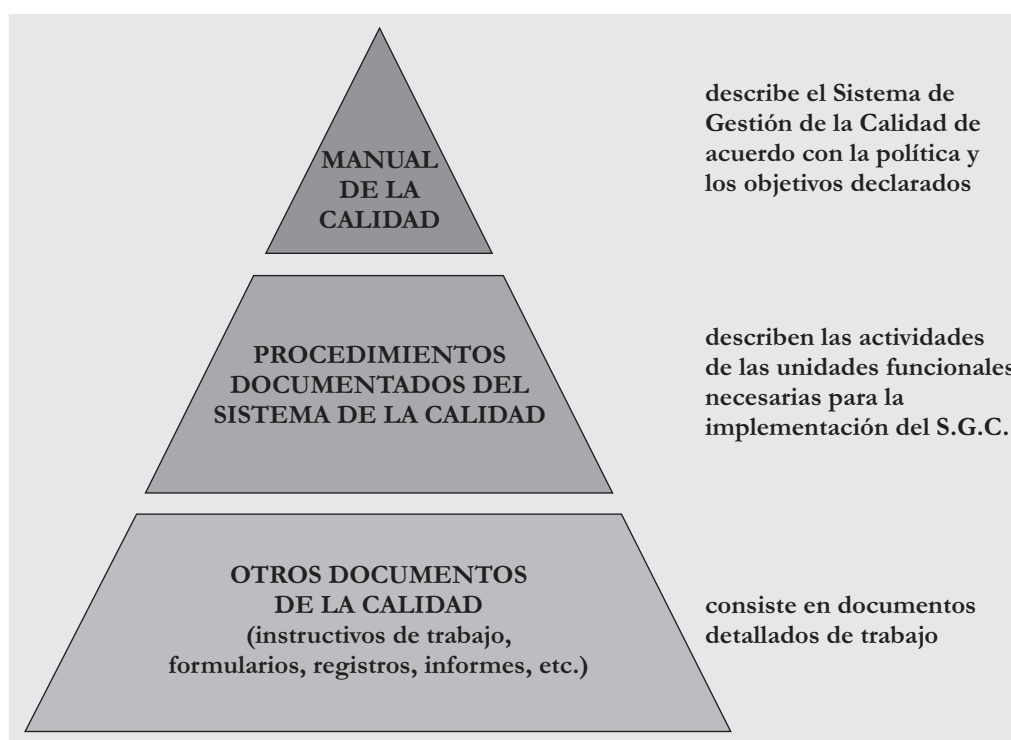 MANUAL
DE LA
CALIDAD
describe el Sistema de
Gestión de la Calidad de
acuerdo con la política y
los objetivos declarados
PROCEDIMIENTOS
DOCUMENTADOS DEL
SISTEMA DE LA CALIDAD
describen las actividades
de las unidades funcionales
necesarias para la
implementación del S.G.C.
OTROS DOCUMENTOS
DE LA CALIDAD
(instructivos de trabajo,
formularios, registros, informes, etc.)
consiste en documentos
detallados de trabajo